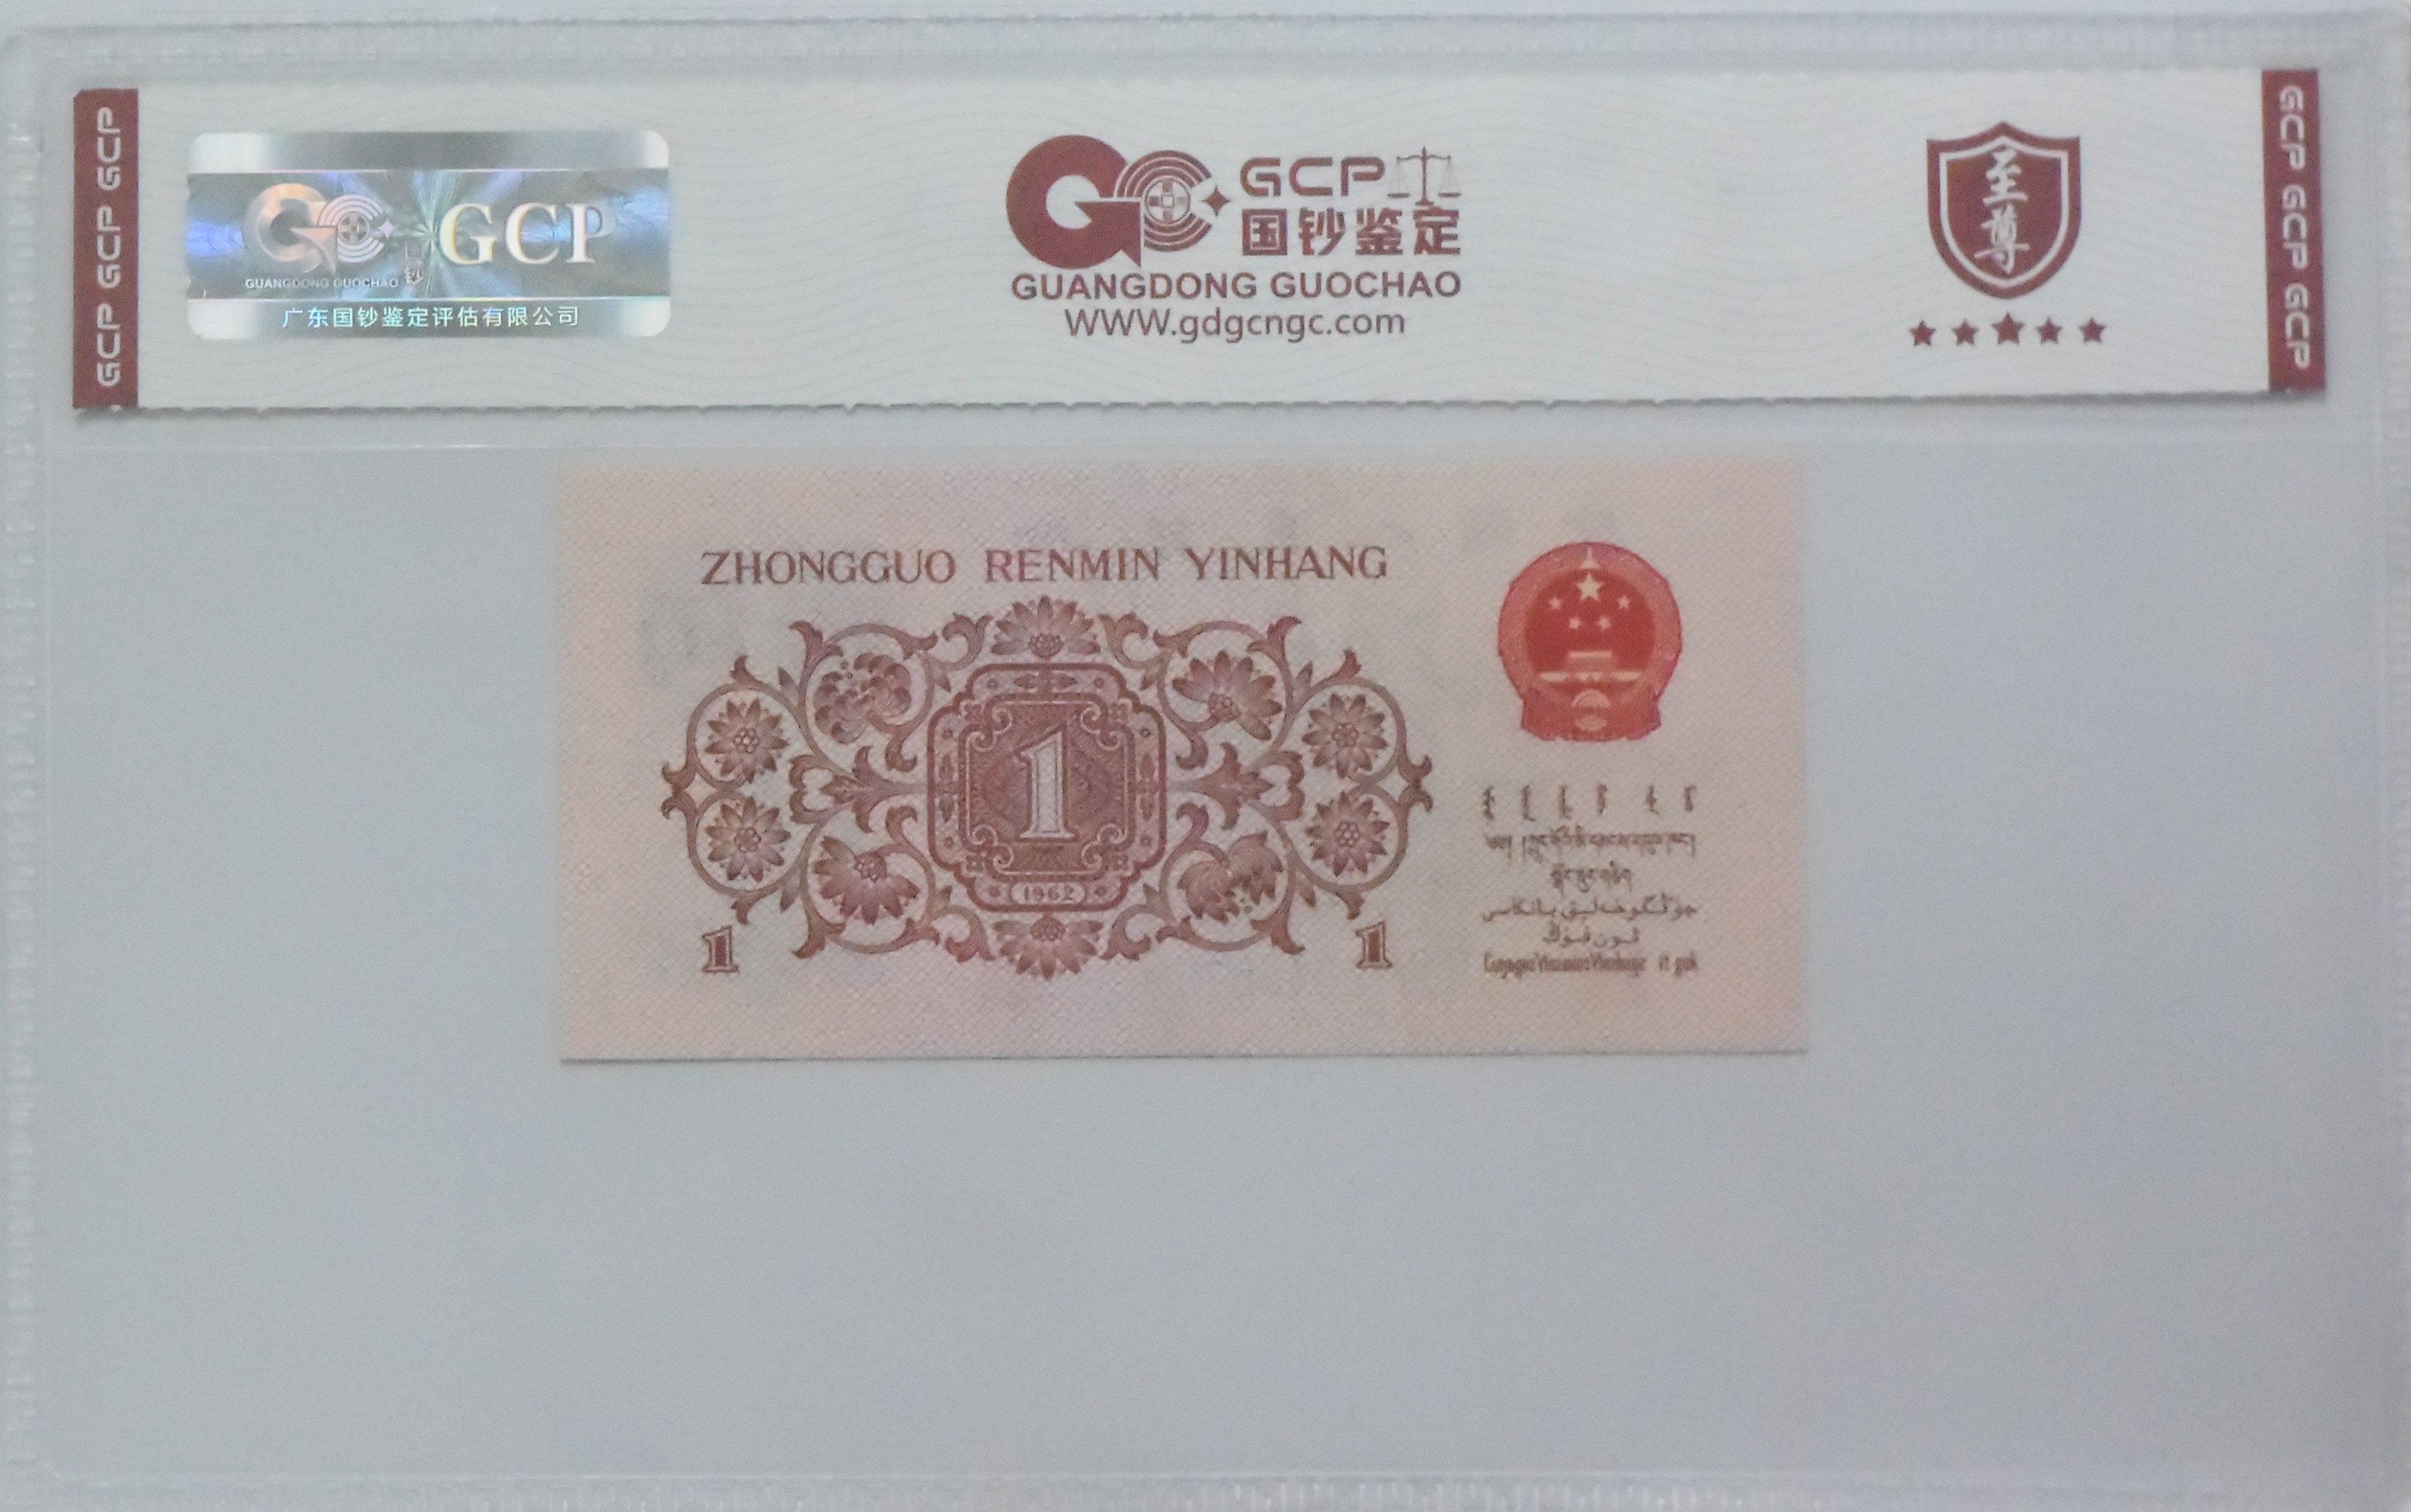 GCP GCP GCP
GUANGDONG GUOCHAO
国钞
GCP
广东国钞鉴定评估有限公司
GCP
国钞鉴定
GUANGDONG GUOCHAO
WWW.gdgcngc.com
至尊
GCP GCP GCP
ZHONGGUO RENMIN YINHANG
1
1962
1 1